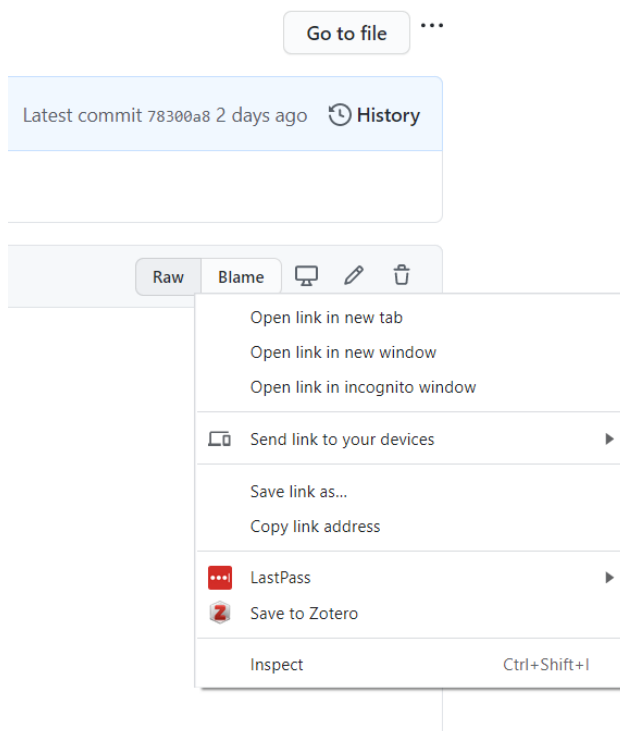 Go to file ...
Latest commit 78300a8 2 days ago History
Raw Blame
Open link in new tab
Open link in new window
Open link in incognito window
Send link to your devices
Save link as...
Copy link address
LastPass
Z Save to Zotero
Inspect Ctrl+Shift+I